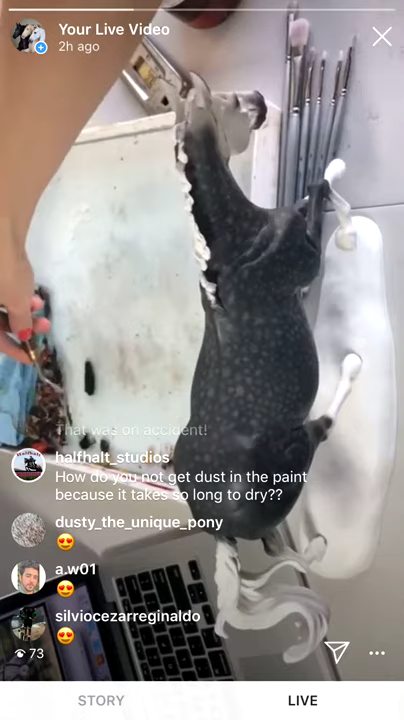 Your Live Video
2h ago
That was on accident!
halfhalt_studios
How do you not get dust in the paint
because it takes so long to dry??
dusty_the_unique_pony
😍
a.w01
😍
silviocezarreginaldo
😍
73
STORY
LIVE